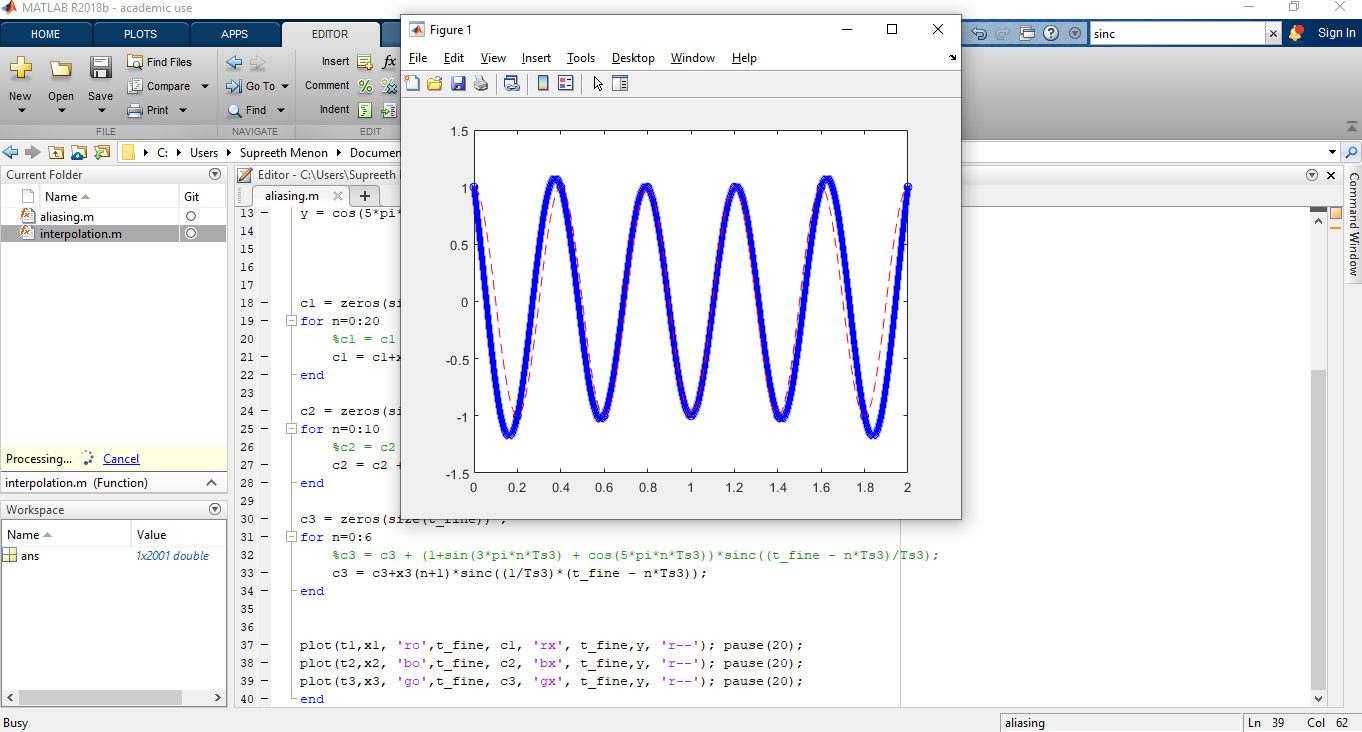 MATLAB R2018b - academic use
HOME PLOTS APPS EDITOR
sinc
Sign In
New Open Save
Find Files
Compare
Print
FILE
Go To
Find
NAVIGATE
Insert
Comment
Indent
EDIT
C: Users Supreeth Menon Documen
Current Folder
Name Git
aliasing.m
interpolation.m
Processing... Cancel
interpolation.m (Function)
Workspace
Name Value
ans 1x2001 double
Editor - C:\Users\Supreeth
aliasing.m
13 y = cos(5*pi*
14
15
16
17
18 c1 = zeros(si
19 for n=0:20
20 %c1 = c1
21 c1 = c1+x
22 end
23
24 c2 = zeros(si
25 for n=0:10
26 %c2 = c2
27 c2 = c2 +
28 end
29
30 c3 = zeros(size(t_fine)) ;
31 for n=0:6
32 %c3 = c3 + (1+sin(3*pi*n*Ts3) + cos(5*pi*n*Ts3))*sinc((t_fine - n*Ts3)/Ts3);
33 c3 = c3+x3(n+1)*sinc((1/Ts3)*(t_fine - n*Ts3));
34 end
35
36
37 plot(t1,x1, 'ro',t_fine, c1, 'rx', t_fine,y, 'r--'); pause(20);
38 plot(t2,x2, 'bo',t_fine, c2, 'bx', t_fine,y, 'r--'); pause(20);
39 plot(t3,x3, 'go',t_fine, c3, 'gx', t_fine,y, 'r--'); pause(20);
40 end
Figure 1
File Edit View Insert Tools Desktop Window Help
1.5
1
0.5
0
-0.5
-1
-1.5
0 0.2 0.4 0.6 0.8 1 1.2 1.4 1.6 1.8 2
Command Window
Busy
aliasing
Ln 39 Col 62